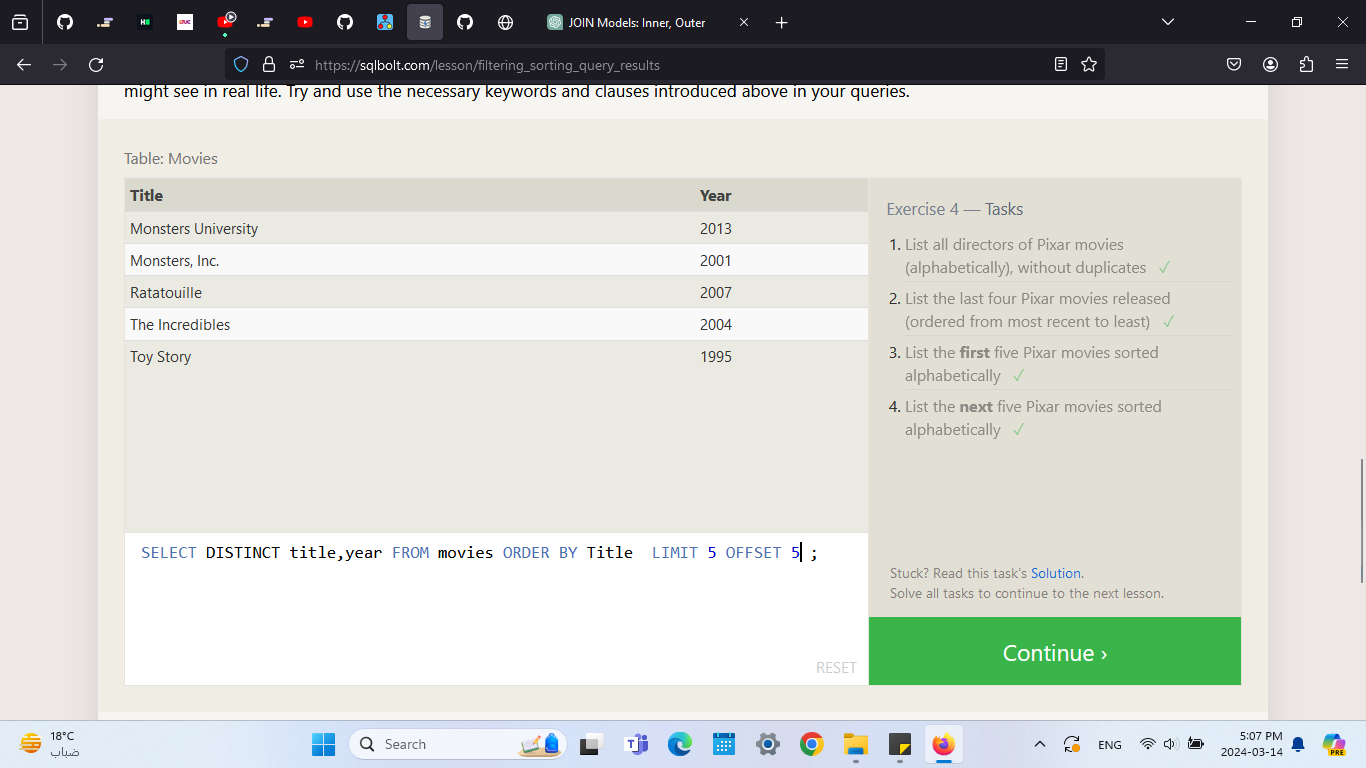 JOIN Models: Inner, Outer
https://sqlbolt.com/lesson/filtering_sorting_query_results
might see in real life. Try and use the necessary keywords and clauses introduced above in your queries.
Table: Movies
Title Year
Monsters University 2013
Monsters, Inc. 2001
Ratatouille 2007
The Incredibles 2004
Toy Story 1995
Exercise 4 — Tasks
1. List all directors of Pixar movies
(alphabetically), without duplicates ✓
2. List the last four Pixar movies released
(ordered from most recent to least) ✓
3. List the first five Pixar movies sorted
alphabetically ✓
4. List the next five Pixar movies sorted
alphabetically ✓
SELECT DISTINCT title,year FROM movies ORDER BY Title  LIMIT 5 OFFSET 5 ;
RESET
Stuck? Read this task's Solution.
Solve all tasks to continue to the next lesson.
Continue ›
18°C
ضباب
Search
ENG
5:07 PM
2024-03-14
PRE